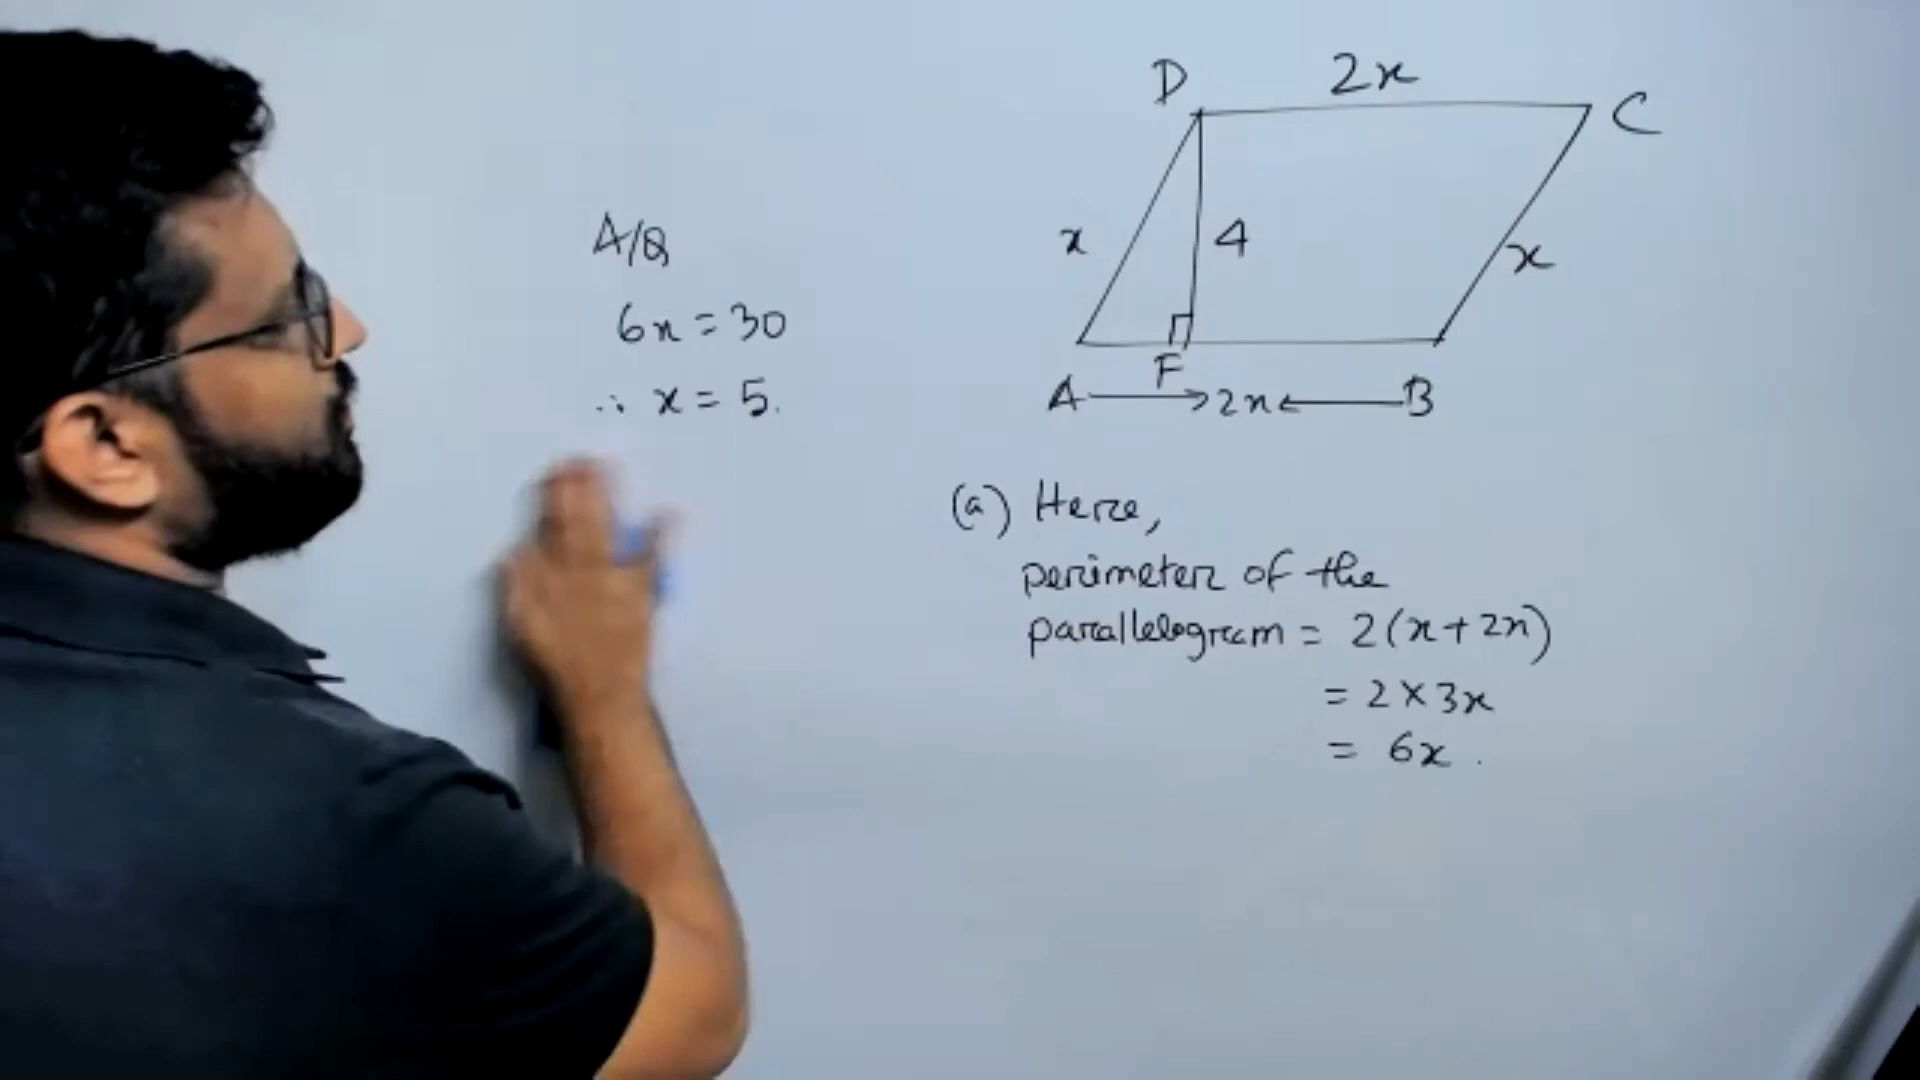 D 2x C
x 4 x
F
A → 2x ← B
A/Q
6x = 30
∴ x = 5.
(a) Here,
perimeter of the
parallelogram = 2(x+2x)
= 2 × 3x
= 6x.